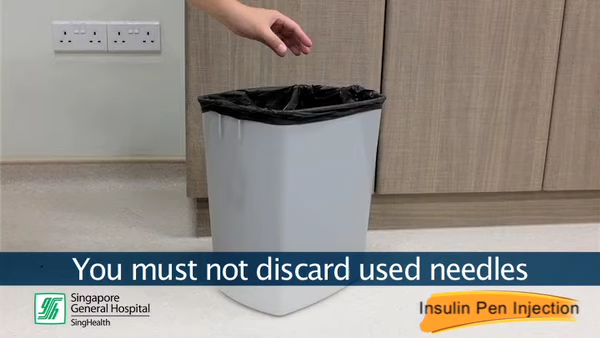 You must not discard used needles
Singapore
General Hospital
SingHealth
Insulin Pen Injection